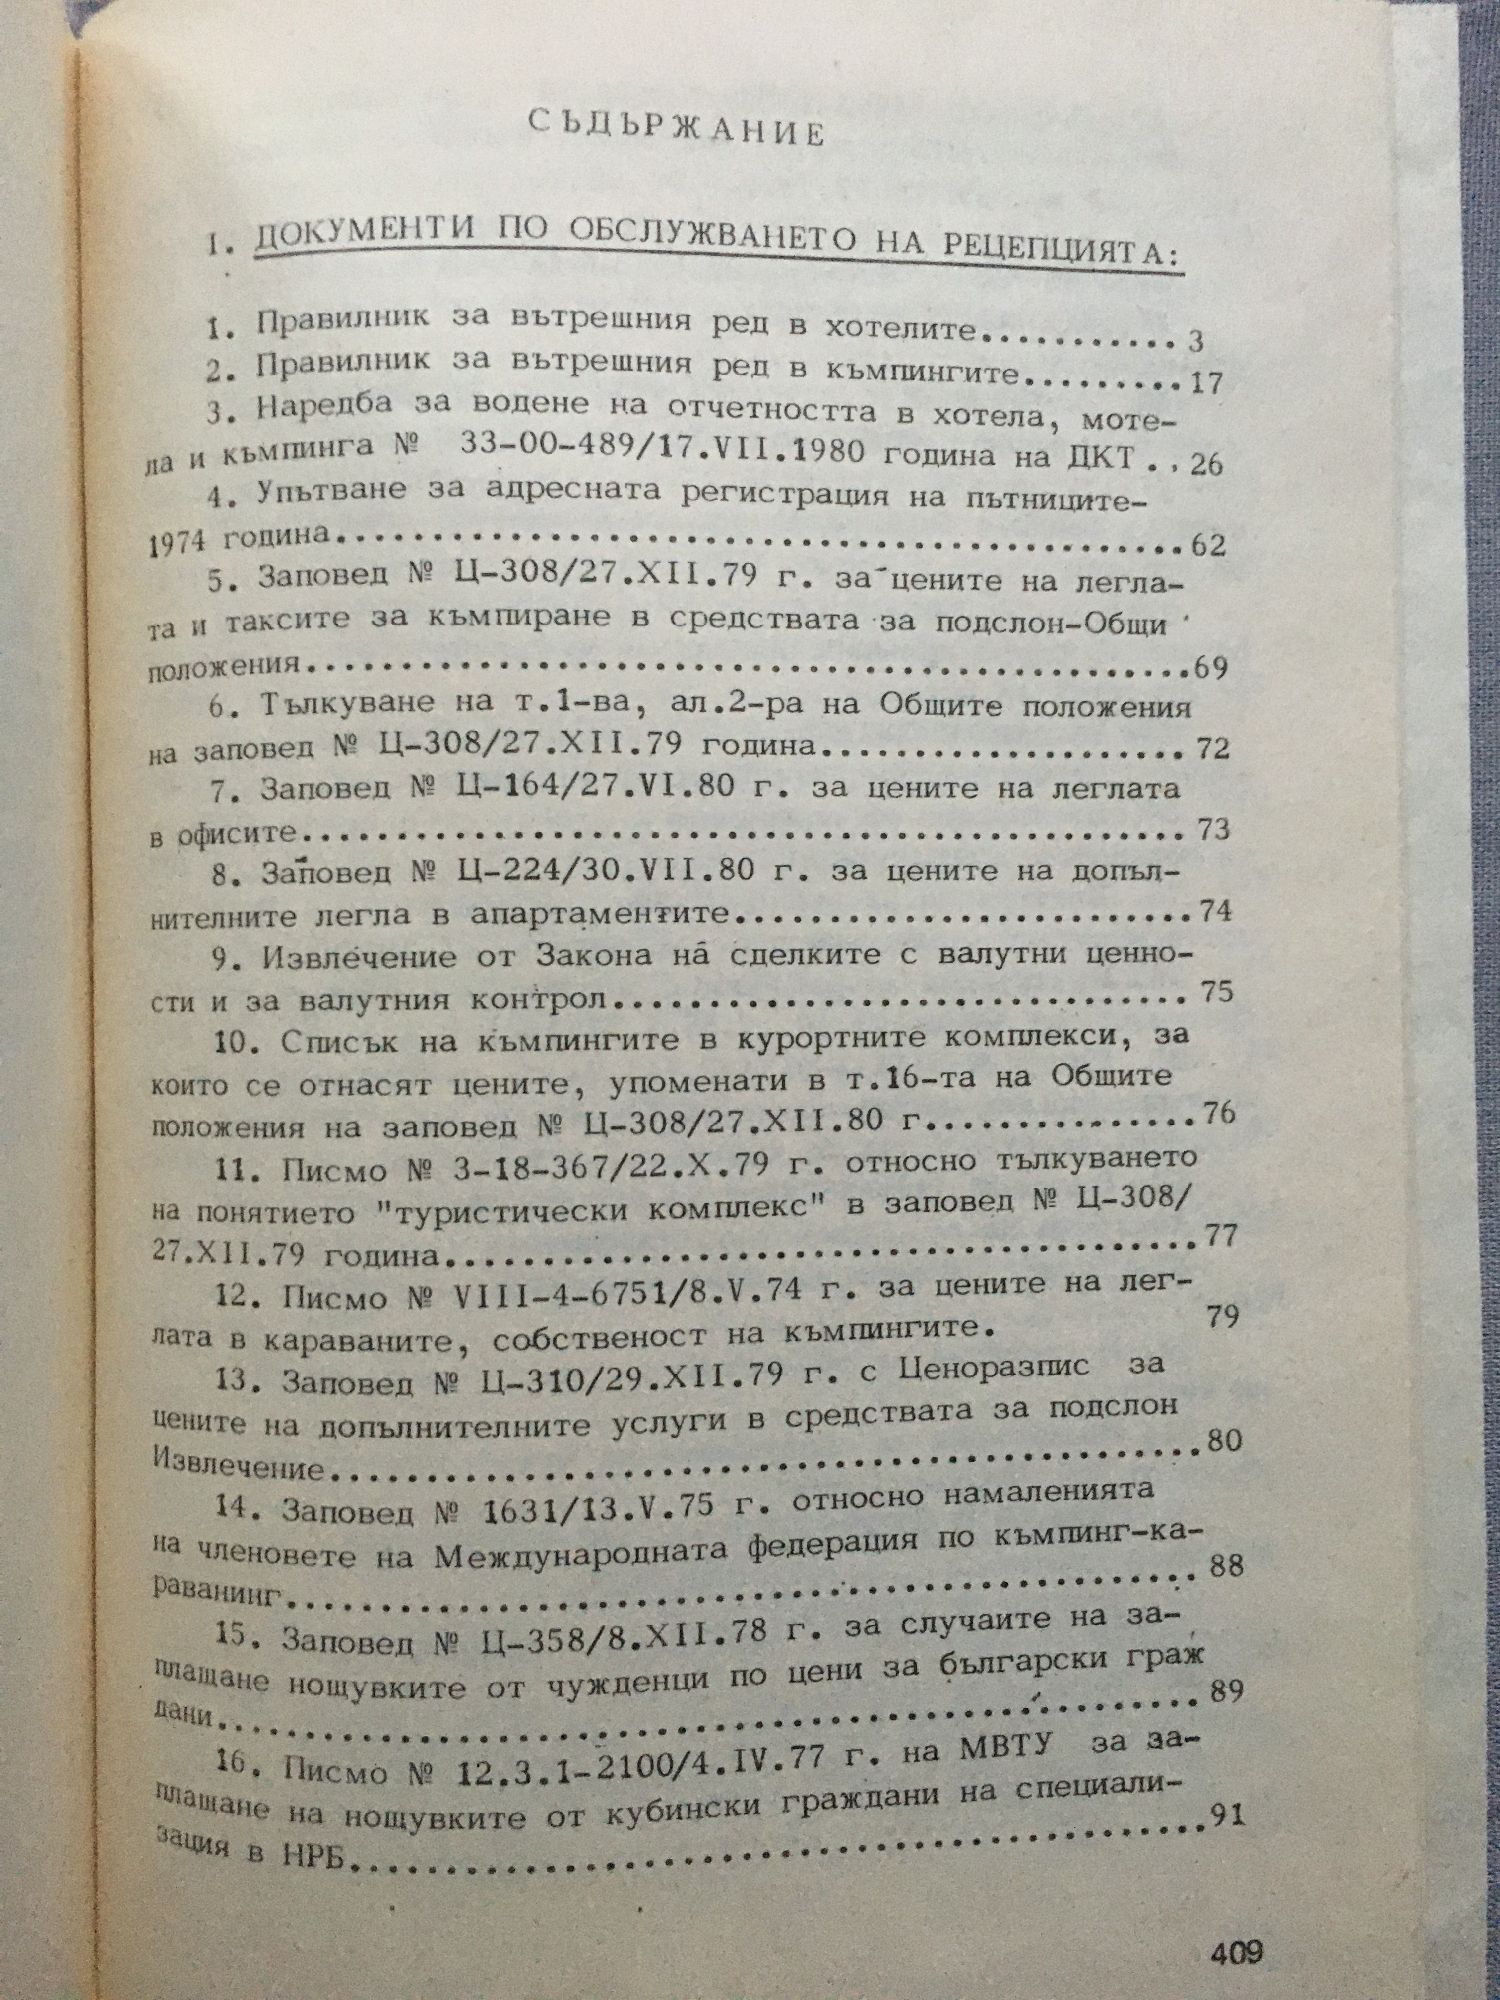 СЪДЪРЖАНИЕ
1. ДОКУМЕНТИ ПО ОБСЛУЖВАНЕТО НА РЕЦЕПЦИЯТА:
1. Правилник за вътрешния ред в хотелите........... 3
2. Правилник за вътрешния ред в къмпингите.........17
3. Наредба за водене на отчетността в хотела, моте-
ла и къмпинга № 33-00-489/17.VII.1980 година на ДКТ ..26
4. Упътване за адресната регистрация на пътниците-
1974 година.............................................62
5. Заповед № Ц-308/27.XII.79 г. за цените на легла-
та и таксите за къмпиране в средствата за подслон-Общи
положения...............................................69
6. Тълкуване на т.1-ва, ал.2-ра на Общите положения
на заповед № Ц-308/27.XII.79 година................... 72
7. Заповед № Ц-164/27.VI.80 г. за цените на леглата
в офисите............................................... 73
8. Заповед № Ц-224/30.VII.80 г. за цените на допъл-
нителните легла в апартаментите........................74
9. Извлечение от Закона на сделките с валутни ценно-
сти и за валутния контрол.............................. 75
10. Списък на къмпингите в курортните комплекси, за
които се отнасят цените, упоменати в т.16-та на Общите
положения на заповед № Ц-308/27.XII.80 г...............76
11. Писмо № 3-18-367/22.X.79 г. относно тълкуването
на понятието "туристически комплекс" в заповед № Ц-308/
27.XII.79 година........................................77
12. Писмо № VIII-4-6751/8.V.74 г. за цените на лег-
лата в караваните, собственост на къмпингите. 79
13. Заповед № Ц-310/29.XII.79 г. с Ценоразпис за
цените на допълнителните услуги в средствата за подслон
Извлечение..............................................80
14. Заповед № 1631/13.V.75 г. относно намаленията
на членовете на Международната федерация по къмпинг-ка-
раванинг................................................ 88
15. Заповед № Ц-358/8.XII.78 г. за случаите на за-
плащане нощувките от чужденци по цени за български граж
дани.................................................... 89
16. Писмо № 12.3.1-2100/4.IV.77 г. на МВТУ за за-
плащане на нощувките от кубински граждани на специали-
зация в НРБ.............................................91
409